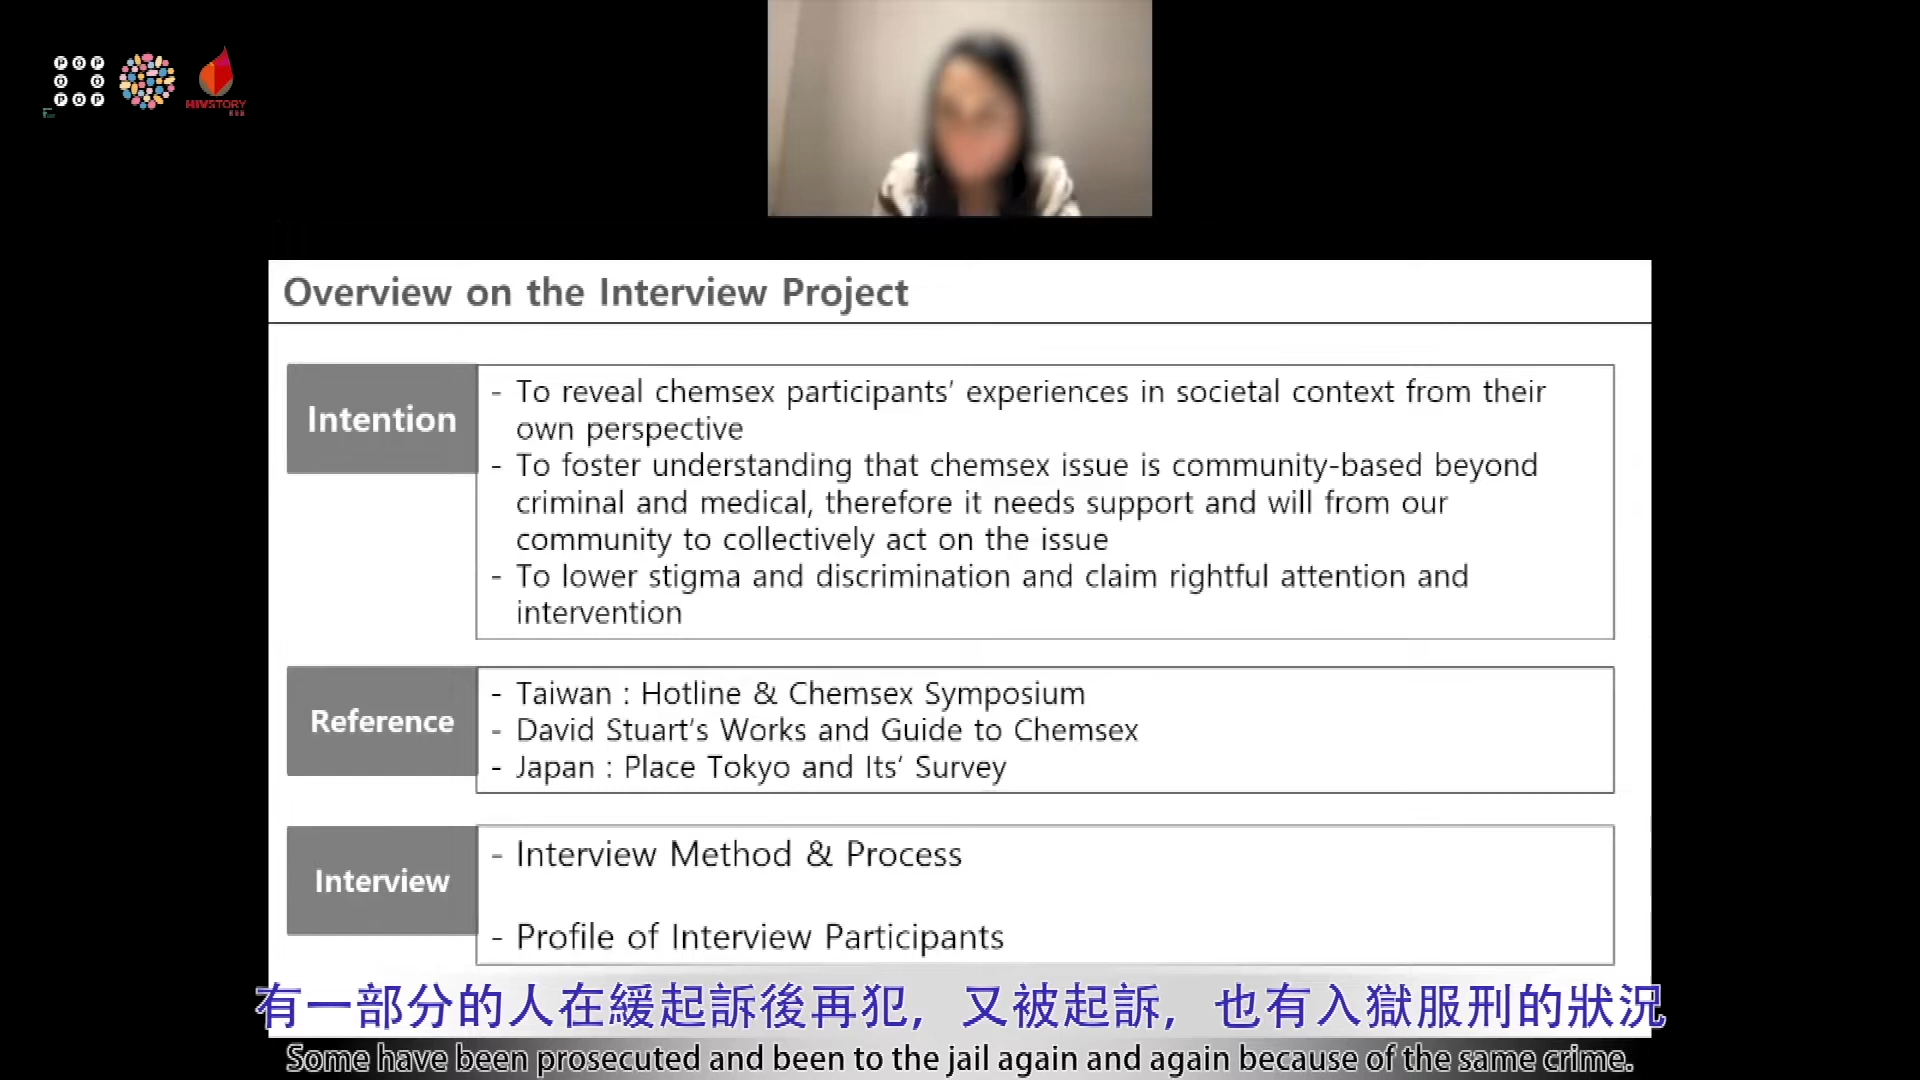 POP
O O
POP
HIVSTORY
Overview on the Interview Project
Intention
- To reveal chemsex participants’ experiences in societal context from their
own perspective
- To foster understanding that chemsex issue is community-based beyond
criminal and medical, therefore it needs support and will from our
community to collectively act on the issue
- To lower stigma and discrimination and claim rightful attention and
intervention
Reference
- Taiwan : Hotline & Chemsex Symposium
- David Stuart’s Works and Guide to Chemsex
- Japan : Place Tokyo and Its’ Survey
Interview
- Interview Method & Process
- Profile of Interview Participants
有一部分的人在緩起訴後再犯，又被起訴，也有入獄服刑的狀況
Some have been prosecuted and been to the jail again and again because of the same crime.